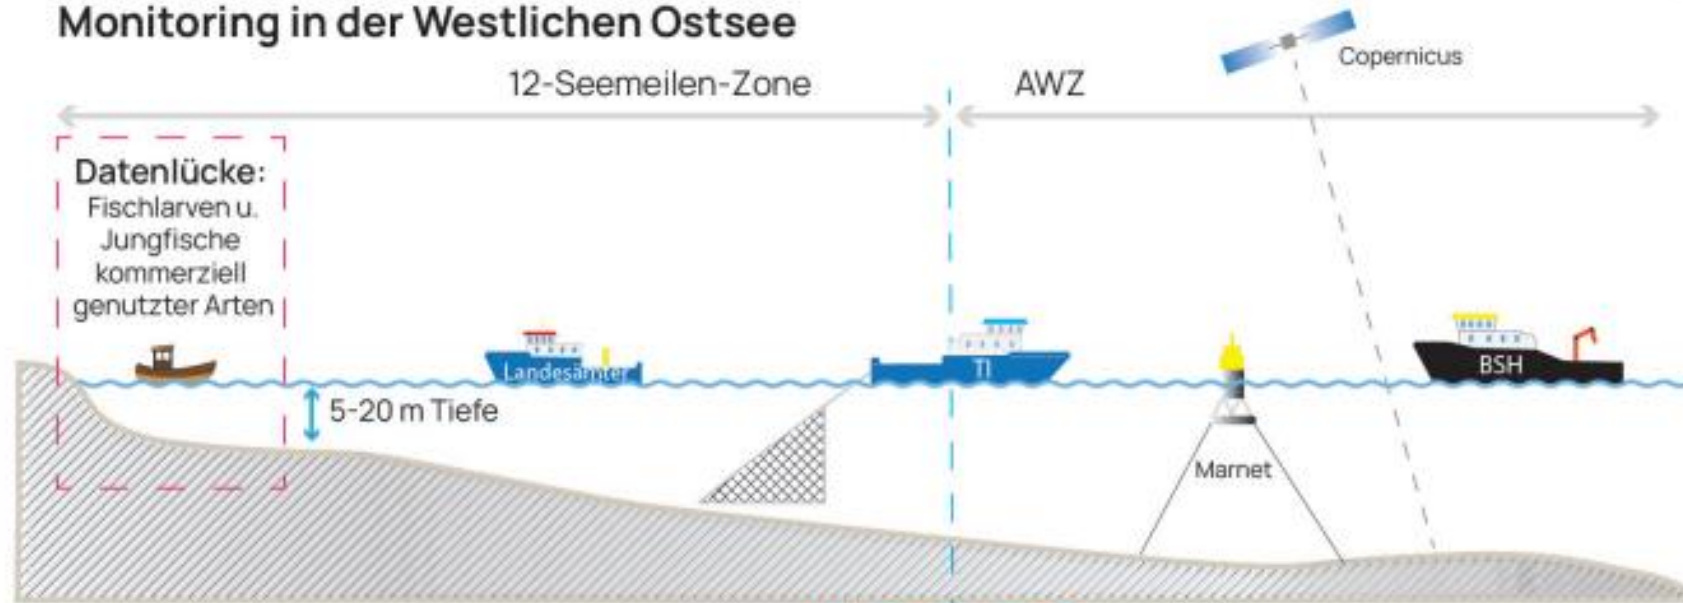 Monitoring in der Westlichen Ostsee
Copernicus
12-Seemeilen-Zone
AWZ
Datenlücke:
Fischlarven u.
Jungfische
kommerziell
genutzter Arten
Landesämter
TI
BSH
5-20 m Tiefe
Marnet